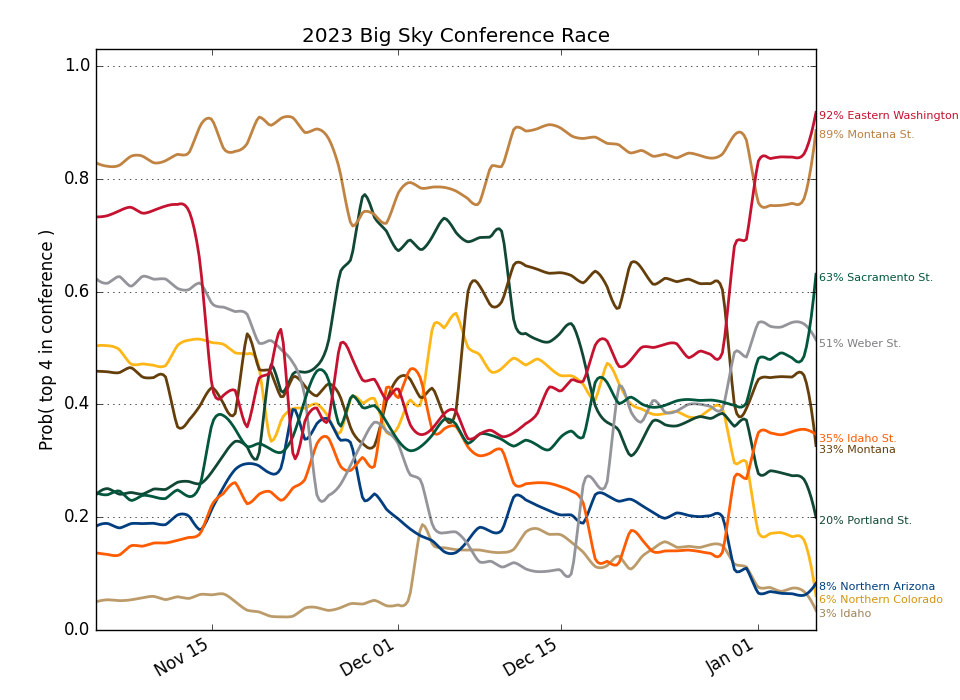 2023 Big Sky Conference Race
Prob( top 4 in conference )
1.0
0.8
0.6
0.4
0.2
0.0
Nov 15
Dec 01
Dec 15
Jan 01
92% Eastern Washington
89% Montana St.
63% Sacramento St.
51% Weber St.
35% Idaho St.
33% Montana
20% Portland St.
8% Northern Arizona
6% Northern Colorado
3% Idaho